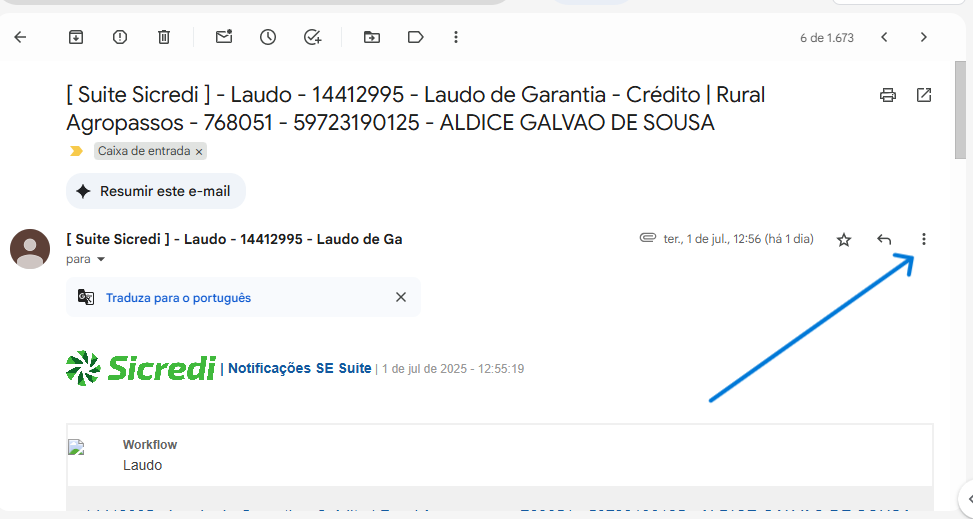 6 de 1.673
[ Suite Sicredi ] - Laudo - 14412995 - Laudo de Garantia - Crédito | Rural
Agropassos - 768051 - 59723190125 - ALDICE GALVAO DE SOUSA
Caixa de entrada ×
Resumir este e-mail
[ Suite Sicredi ] - Laudo - 14412995 - Laudo de Ga
ter., 1 de jul., 12:56 (há 1 dia)
para
Traduza para o português
Sicredi | Notificações SE Suite | 1 de jul de 2025 - 12:55:19
Workflow
Laudo